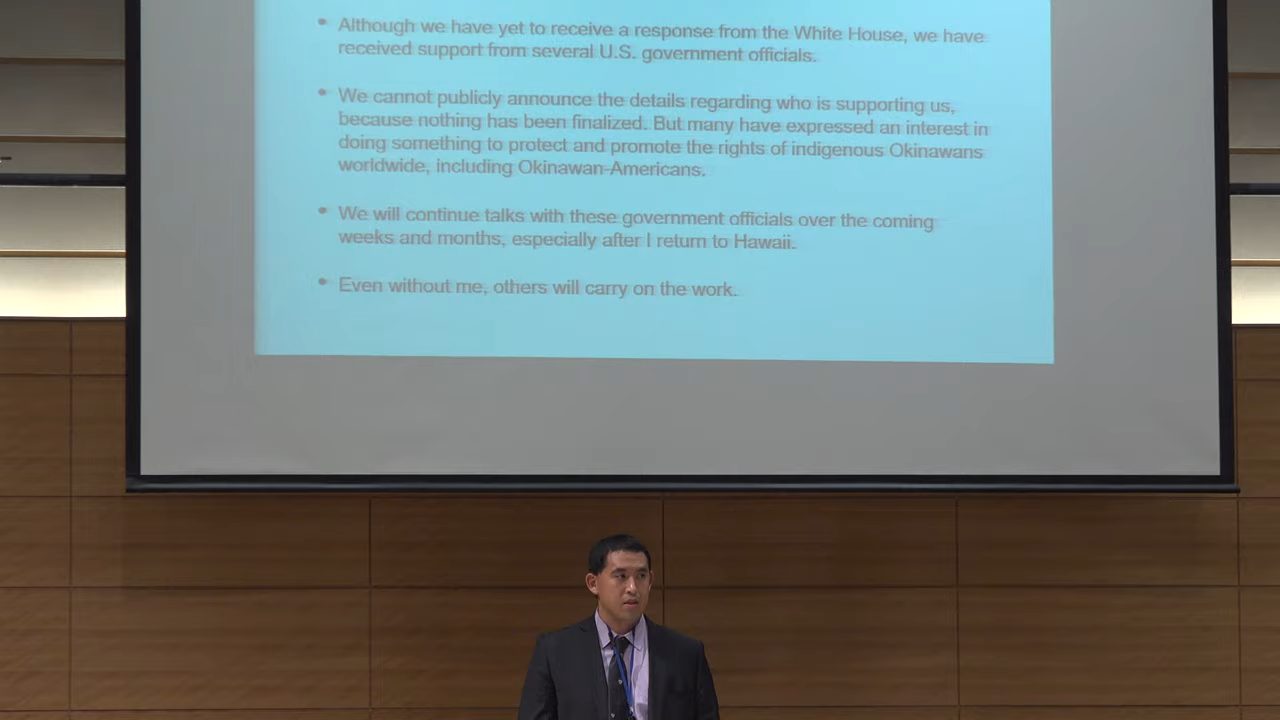 • Although we have yet to receive a response from the White House, we have
received support from several U.S. government officials.
• We cannot publicly announce the details regarding who is supporting us,
because nothing has been finalized. But many have expressed an interest in
doing something to protect and promote the rights of indigenous Okinawans
worldwide, including Okinawan-Americans.
• We will continue talks with these government officials over the coming
weeks and months, especially after I return to Hawaii.
• Even without me, others will carry on the work.